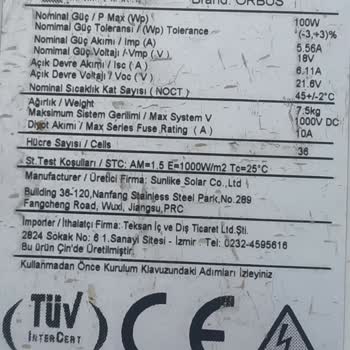 Brand: ORBUS
Nominal Güç / P Max (Wp) 100W
Nominal Güç Toleransı / (Wp) Tolerance (-3,+3)%
Nominal Güç Akımı / Imp (A) 5.56A
Nominal Güç Voltajı / Vmp (V) 18V
Açık Devre Akımı / Isc (A) 6.11A
Açık Devre Voltajı / Voc (V) 21.6V
Nominal Sıcaklık Kat Sayısı (NOCT) 45+/-2°C
Ağırlık / Weight 7.5kg
Maksimum Sistem Gerilimi / Max System V 1000V DC
Diyot Akımı / Max Series Fuse Rating (A) 10A
Hücre Sayısı / Cells 36
St.Test Koşulları / STC: AM=1.5 E=1000W/m2 Tc=25°C
Manufacturer / Üretici Firma: Sunlike Solar Co.,Ltd
Building 36-120,Nanfang Stainless Steel Park,No.289
Fangcheng Road, Wuxi, Jiangsu,PRC
Importer / İthalatçı Firma: Teksan İç ve Dış Ticaret Ltd.Şti.
2824 Sokak No: 6 1.Sanayi Sitesi - İzmir Tel: 0232-4595616
Bu ürün Çin'de Üretilmiştir.
Kullanmadan Önce Kurulum Klavuzundaki Adımları İzleyiniz
TÜV
INTERCERT
CE